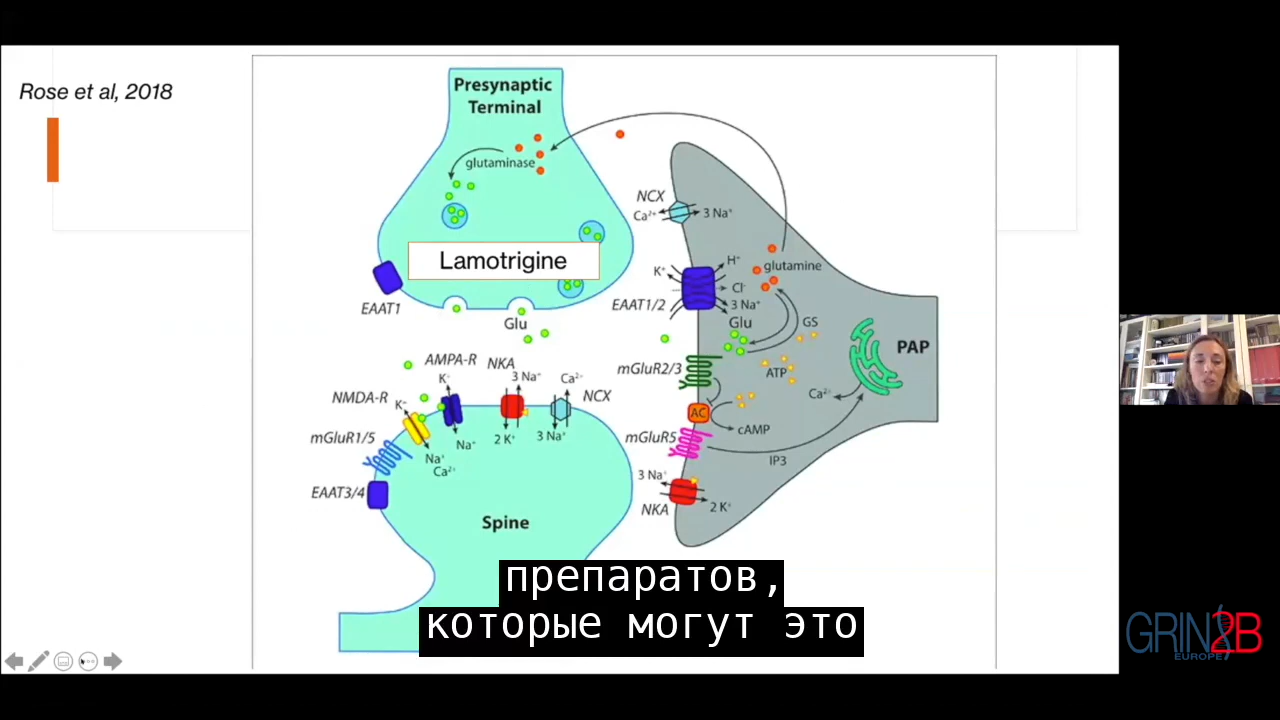 Rose et al, 2018
Presynaptic
Terminal
glutaminase
Lamotrigine
EAAT1
Glu
NCX
Ca²⁺
3 Na⁺
K⁺
H⁺
Cl⁻
3 Na⁺
EAAT1/2
glutamine
Glu
GS
PAP
mGluR2/3
ATP
Ca²⁺
AC
cAMP
mGluR5
IP3
3 Na⁺
NKA
2 K⁺
AMPA-R
K⁺
NKA
3 Na⁺
Ca²⁺
NCX
NMDA-R
K⁺
mGluR1/5
Na⁺
2 K⁺
3 Na⁺
Na⁺
Ca²⁺
EAAT3/4
Spine
препаратов,
которые могут это
GRIN2B
EUROPE